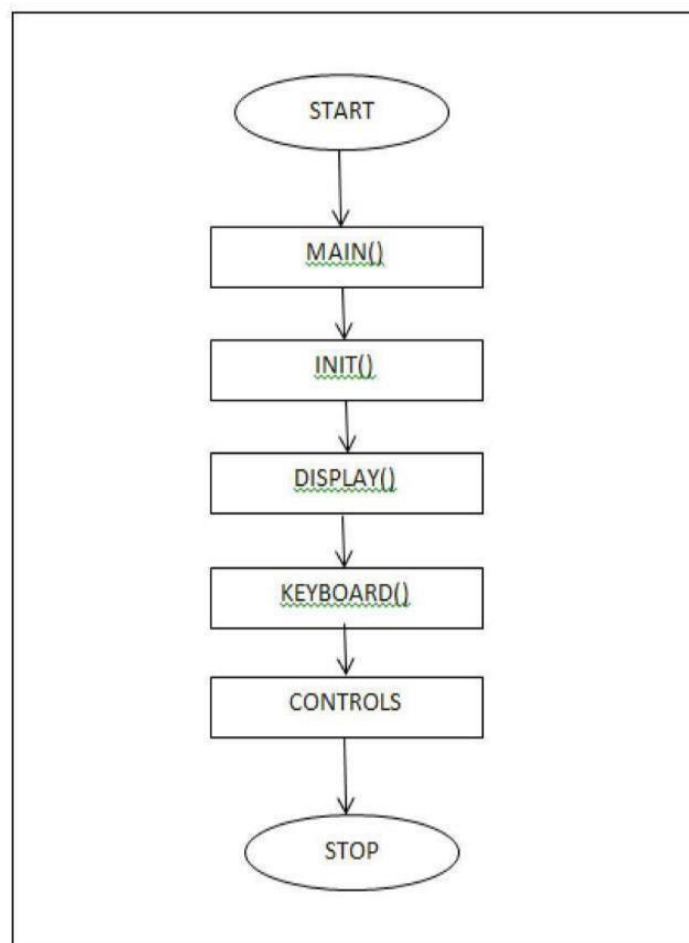 START
MAIN()
INIT()
DISPLAY()
KEYBOARD()
CONTROLS
STOP